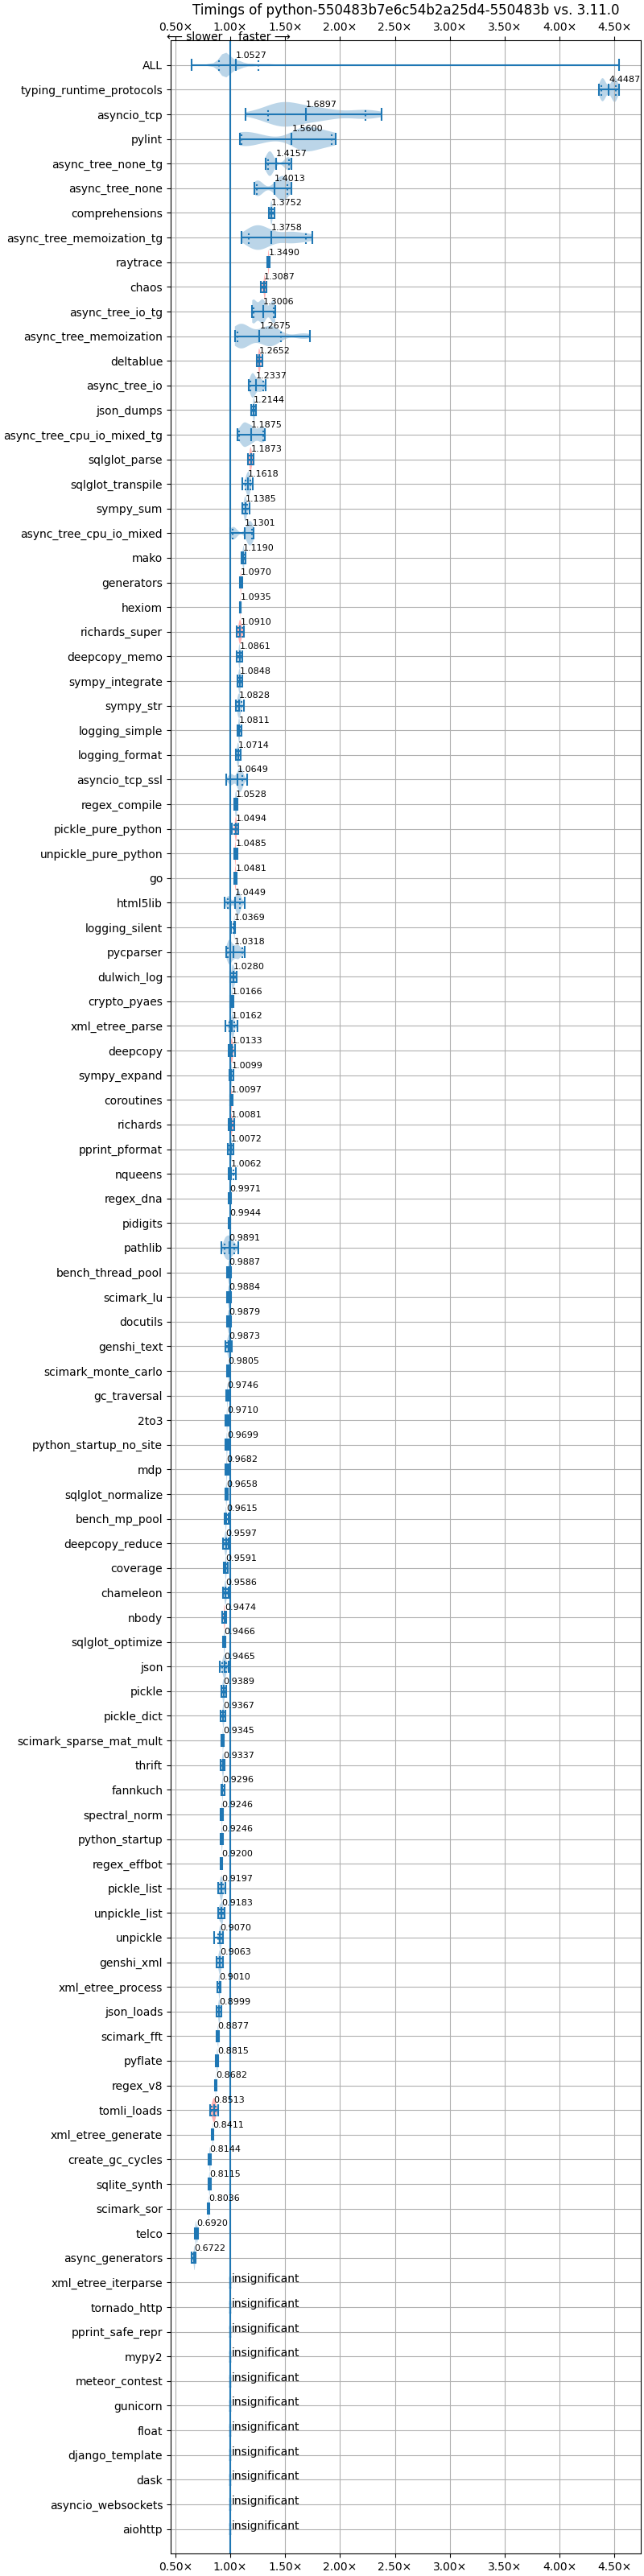 Timings of python-550483b7e6c54b2a25d4-550483b vs. 3.11.0
0.50× 1.00× 1.50× 2.00× 2.50× 3.00× 3.50× 4.00× 4.50×
⟵ slower faster ⟶
ALL 1.0527
typing_runtime_protocols 4.4487
asyncio_tcp 1.6897
pylint 1.5600
async_tree_none_tg 1.4157
async_tree_none 1.4013
comprehensions 1.3752
async_tree_memoization_tg 1.3758
raytrace 1.3490
chaos 1.3087
async_tree_io_tg 1.3006
async_tree_memoization 1.2675
deltablue 1.2652
async_tree_io 1.2337
json_dumps 1.2144
async_tree_cpu_io_mixed_tg 1.1875
sqlglot_parse 1.1873
sqlglot_transpile 1.1618
sympy_sum 1.1385
async_tree_cpu_io_mixed 1.1301
mako 1.1190
generators 1.0970
hexiom 1.0935
richards_super 1.0910
deepcopy_memo 1.0861
sympy_integrate 1.0848
sympy_str 1.0828
logging_simple 1.0811
logging_format 1.0714
asyncio_tcp_ssl 1.0649
regex_compile 1.0528
pickle_pure_python 1.0494
unpickle_pure_python 1.0485
go 1.0481
html5lib 1.0449
logging_silent 1.0369
pycparser 1.0318
dulwich_log 1.0280
crypto_pyaes 1.0166
xml_etree_parse 1.0162
deepcopy 1.0133
sympy_expand 1.0099
coroutines 1.0097
richards 1.0081
pprint_pformat 1.0072
nqueens 1.0062
regex_dna 0.9971
pidigits 0.9944
pathlib 0.9891
bench_thread_pool 0.9887
scimark_lu 0.9884
docutils 0.9879
genshi_text 0.9873
scimark_monte_carlo 0.9805
gc_traversal 0.9746
2to3 0.9710
python_startup_no_site 0.9699
mdp 0.9682
sqlglot_normalize 0.9658
bench_mp_pool 0.9615
deepcopy_reduce 0.9597
coverage 0.9591
chameleon 0.9586
nbody 0.9474
sqlglot_optimize 0.9466
json 0.9465
pickle 0.9389
pickle_dict 0.9367
scimark_sparse_mat_mult 0.9345
thrift 0.9337
fannkuch 0.9296
spectral_norm 0.9246
python_startup 0.9246
regex_effbot 0.9200
pickle_list 0.9197
unpickle_list 0.9183
unpickle 0.9070
genshi_xml 0.9063
xml_etree_process 0.9010
json_loads 0.8999
scimark_fft 0.8877
pyflate 0.8815
regex_v8 0.8682
tomli_loads 0.8513
xml_etree_generate 0.8411
create_gc_cycles 0.8144
sqlite_synth 0.8115
scimark_sor 0.8036
telco 0.6920
async_generators 0.6722
xml_etree_iterparse insignificant
tornado_http insignificant
pprint_safe_repr insignificant
mypy2 insignificant
meteor_contest insignificant
gunicorn insignificant
float insignificant
django_template insignificant
dask insignificant
asyncio_websockets insignificant
aiohttp insignificant
0.50× 1.00× 1.50× 2.00× 2.50× 3.00× 3.50× 4.00× 4.50×